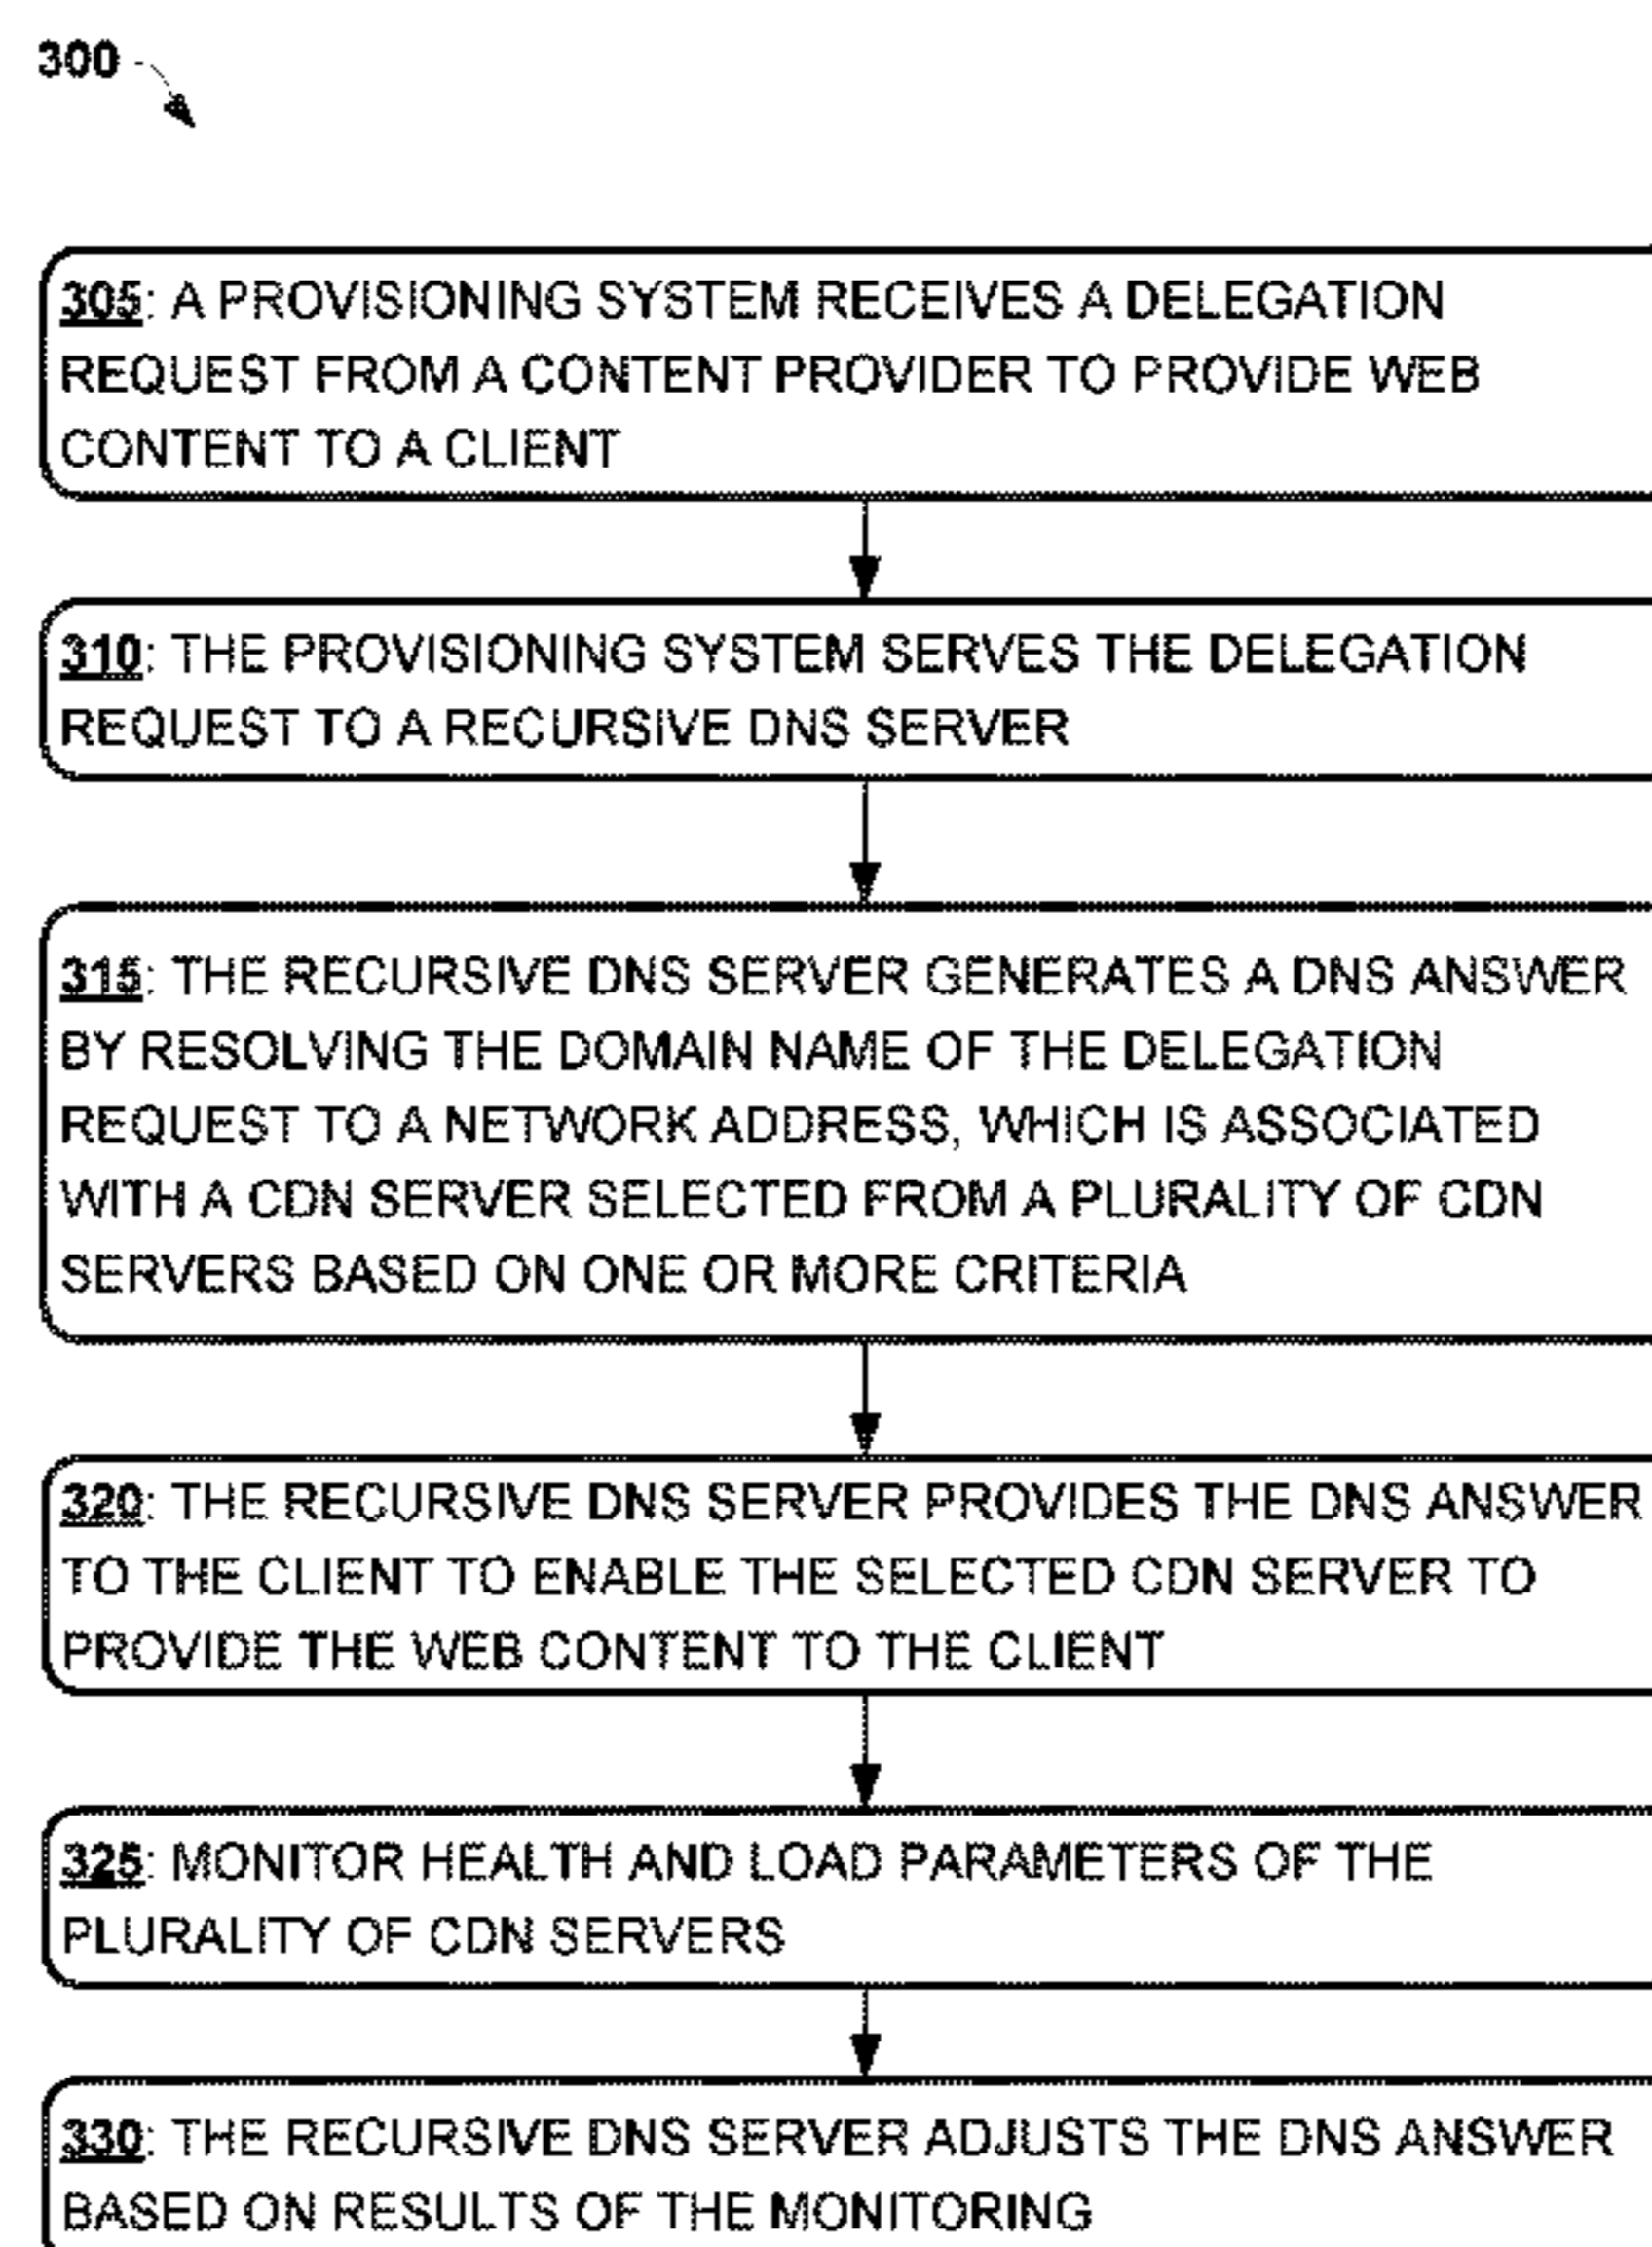 300
305: A PROVISIONING SYSTEM RECEIVES A DELEGATION
REQUEST FROM A CONTENT PROVIDER TO PROVIDE WEB
CONTENT TO A CLIENT
310: THE PROVISIONING SYSTEM SERVES THE DELEGATION
REQUEST TO A RECURSIVE DNS SERVER
315: THE RECURSIVE DNS SERVER GENERATES A DNS ANSWER
BY RESOLVING THE DOMAIN NAME OF THE DELEGATION
REQUEST TO A NETWORK ADDRESS, WHICH IS ASSOCIATED
WITH A CDN SERVER SELECTED FROM A PLURALITY OF CDN
SERVERS BASED ON ONE OR MORE CRITERIA
320: THE RECURSIVE DNS SERVER PROVIDES THE DNS ANSWER
TO THE CLIENT TO ENABLE THE SELECTED CDN SERVER TO
PROVIDE THE WEB CONTENT TO THE CLIENT
325: MONITOR HEALTH AND LOAD PARAMETERS OF THE
PLURALITY OF CDN SERVERS
330: THE RECURSIVE DNS SERVER ADJUSTS THE DNS ANSWER
BASED ON RESULTS OF THE MONITORING